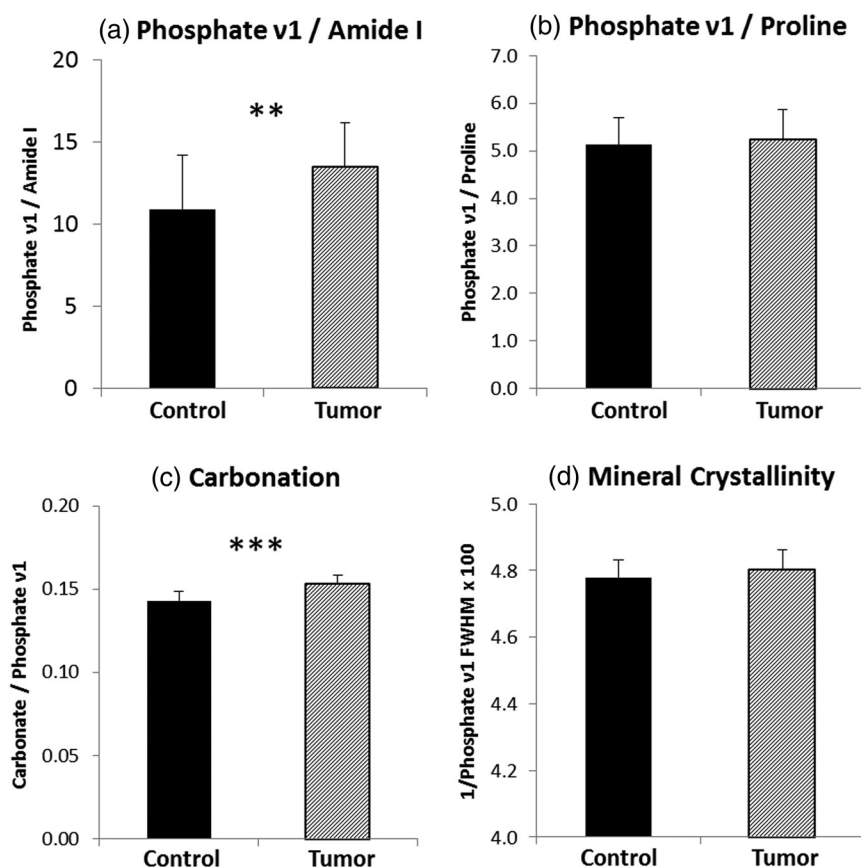 (a) Phosphate v1 / Amide I
Phosphate v1 / Amide I
20
15
10
5
0
**
Control
Tumor
(b) Phosphate v1 / Proline
Phosphate v1 / Proline
7.0
6.0
5.0
4.0
3.0
2.0
1.0
0.0
Control
Tumor
(c) Carbonation
Carbonate / Phosphate v1
0.20
0.15
0.10
0.05
0.00
***
Control
Tumor
(d) Mineral Crystallinity
1/Phosphate v1 FWHM x 100
5.0
4.8
4.6
4.4
4.2
4.0
Control
Tumor